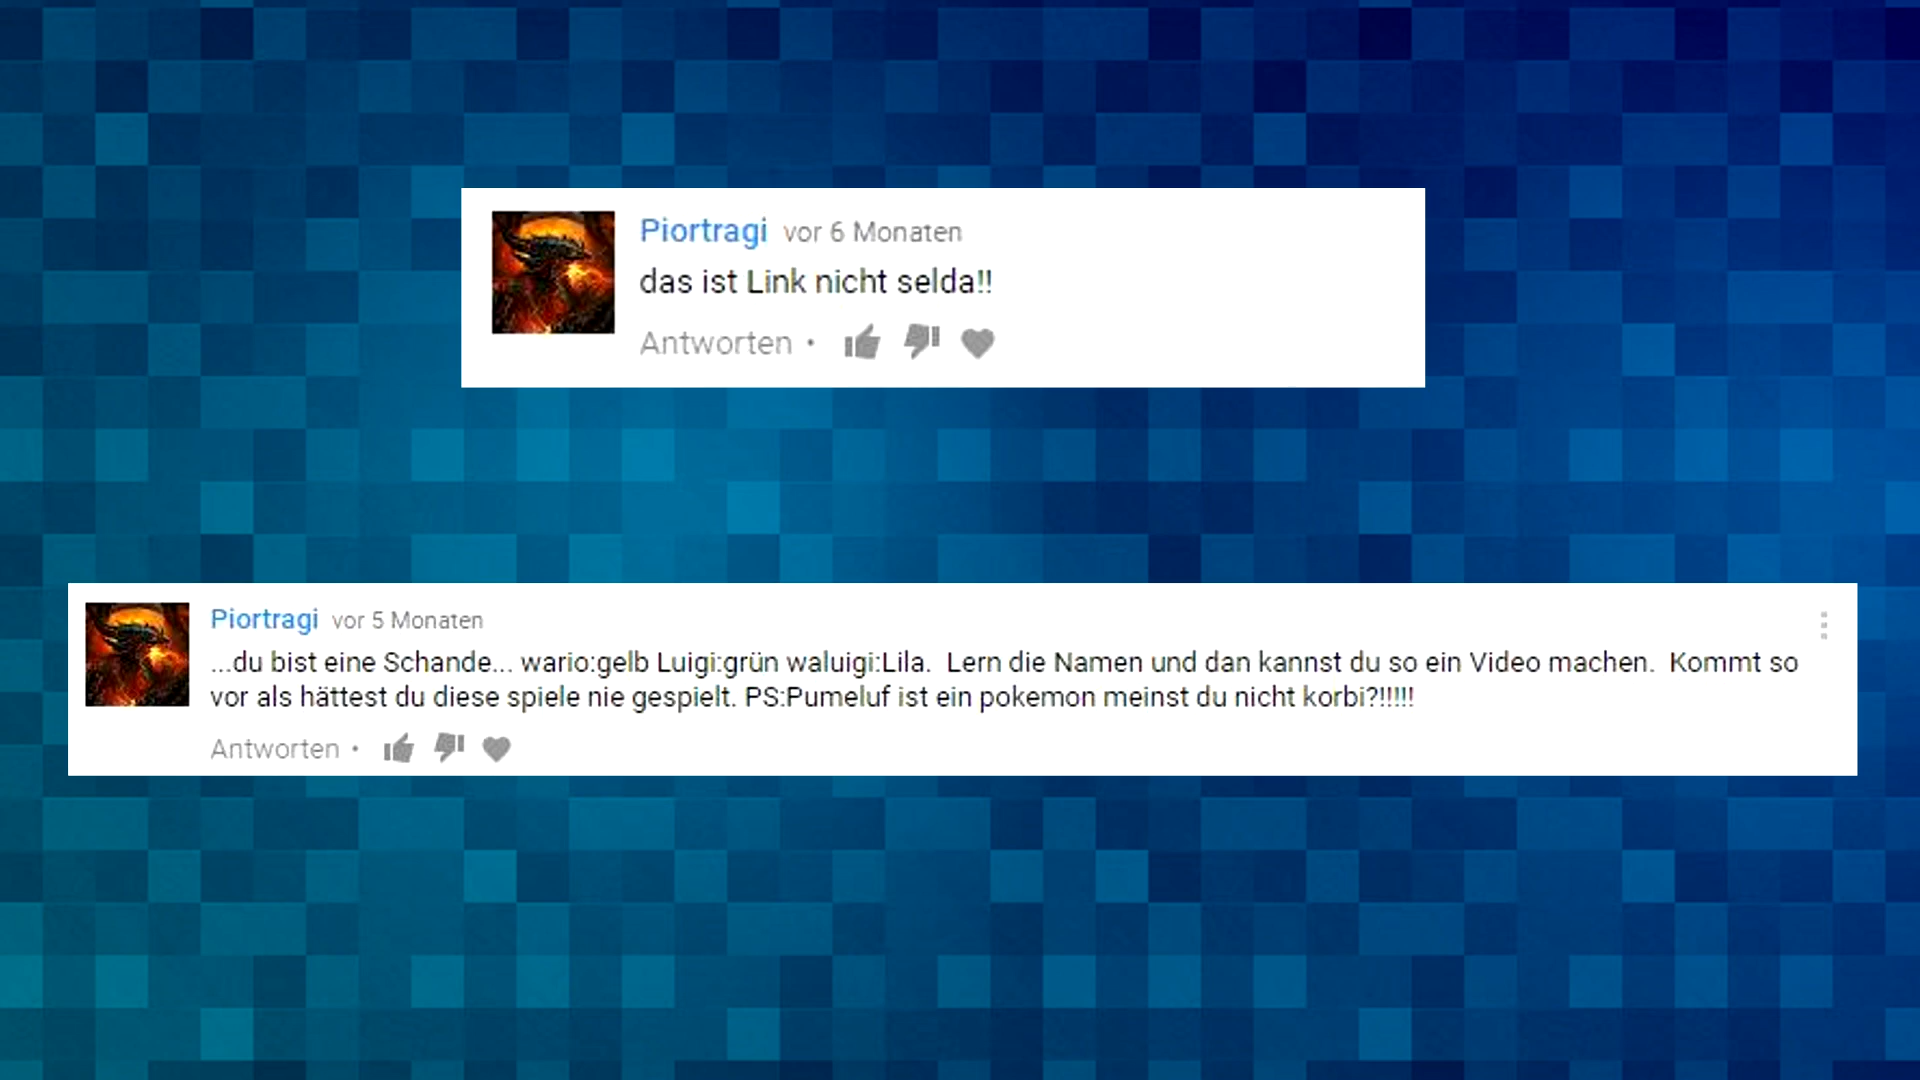 Piortragi vor 6 Monaten
das ist Link nicht selda!!
Antworten •
Piortragi vor 5 Monaten
...du bist eine Schande... wario:gelb Luigi:grün waluigi:Lila.  Lern die Namen und dan kannst du so ein Video machen.  Kommt so
vor als hättest du diese spiele nie gespielt. PS:Pumeluf ist ein pokemon meinst du nicht korbi?!!!!!
Antworten •